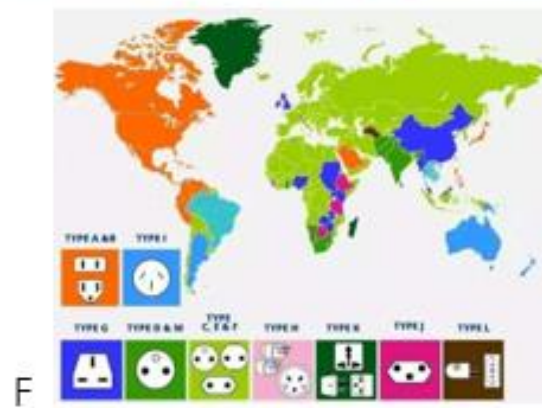 TYPE A & B TYPE I
TYPE G TYPE D & M TYPE C, E & F TYPE H TYPE K TYPE J TYPE L
F